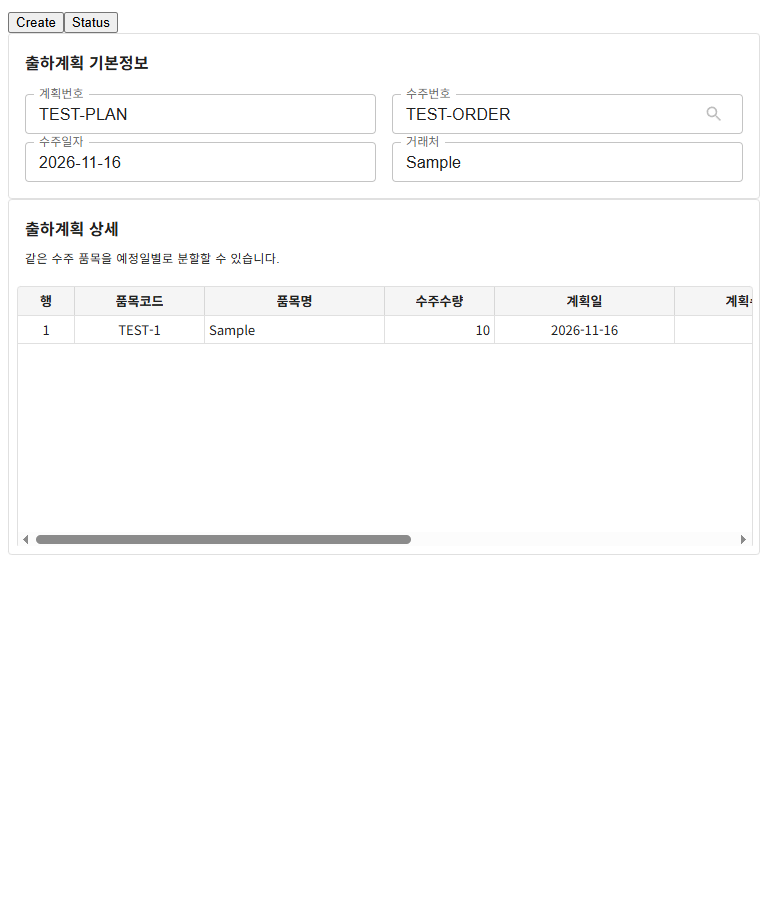 Create Status
출하계획 기본정보
계획번호 수주번호
TEST-PLAN TEST-ORDER
수주일자 거래처
2026-11-16 Sample
출하계획 상세
같은 수주 품목을 예정일별로 분할할 수 있습니다.
행 품목코드 품목명 수주수량 계획일 계획
1 TEST-1 Sample 10 2026-11-16